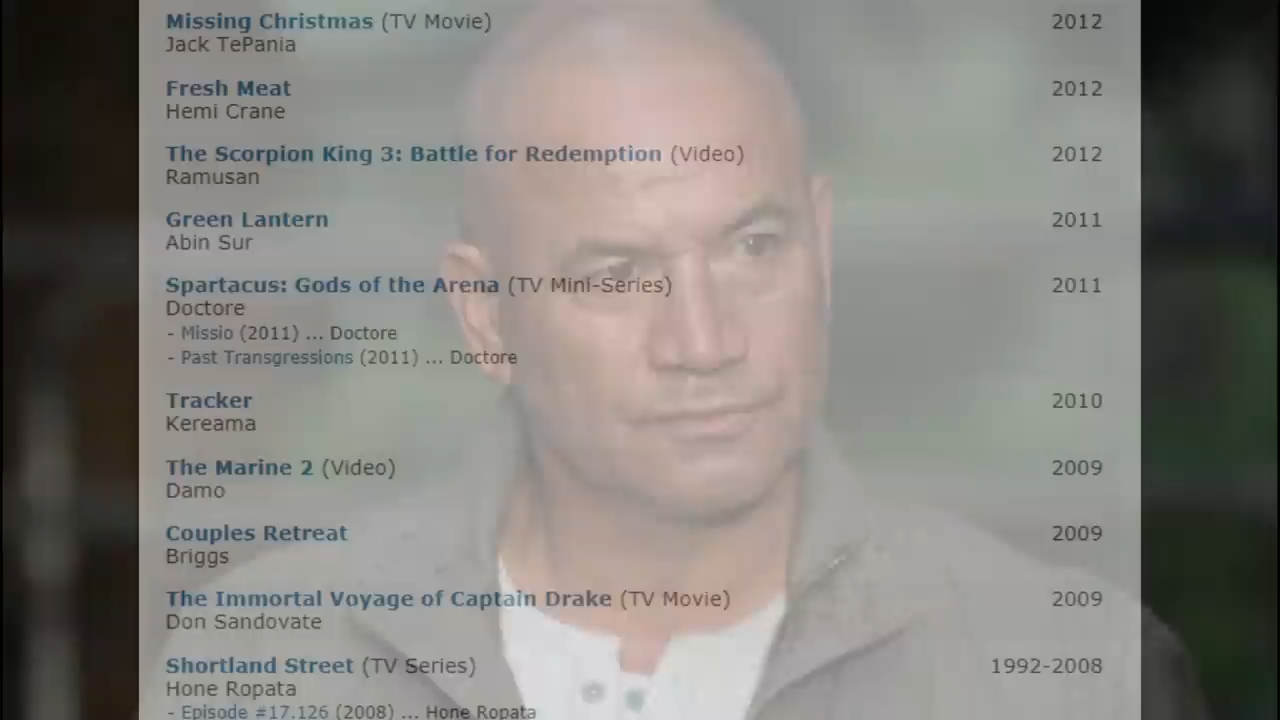 Missing Christmas (TV Movie) 2012
Jack TePania
Fresh Meat 2012
Hemi Crane
The Scorpion King 3: Battle for Redemption (Video) 2012
Ramusan
Green Lantern 2011
Abin Sur
Spartacus: Gods of the Arena (TV Mini-Series) 2011
Doctore
- Missio (2011) ... Doctore
- Past Transgressions (2011) ... Doctore
Tracker 2010
Kereama
The Marine 2 (Video) 2009
Damo
Couples Retreat 2009
Briggs
The Immortal Voyage of Captain Drake (TV Movie) 2009
Don Sandovate
Shortland Street (TV Series) 1992-2008
Hone Ropata
- Episode #17.126 (2008) ... Hone Ropata